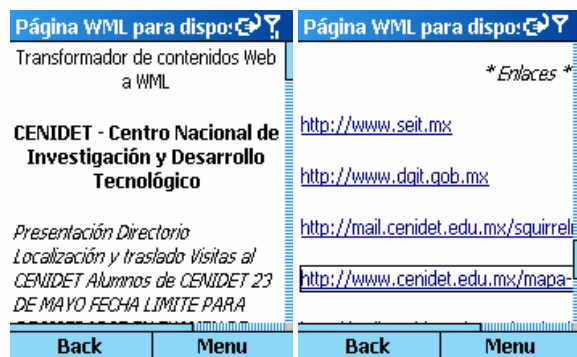 Página WML para dispo:
Transformador de contenidos Web
a WML
CENIDET - Centro Nacional de
Investigación y Desarrollo
Tecnológico
Presentación Directorio
Localización y traslado Visitas al
CENIDET Alumnos de CENIDET 23
DE MAYO FECHA LIMITE PARA
Back Menu
Página WML para dispo:
* Enlaces *
http://www.seit.mx
http://www.dgit.gob.mx
http://mail.cenidet.edu.mx/squirrel
http://www.cenidet.edu.mx/mapa-
Back Menu